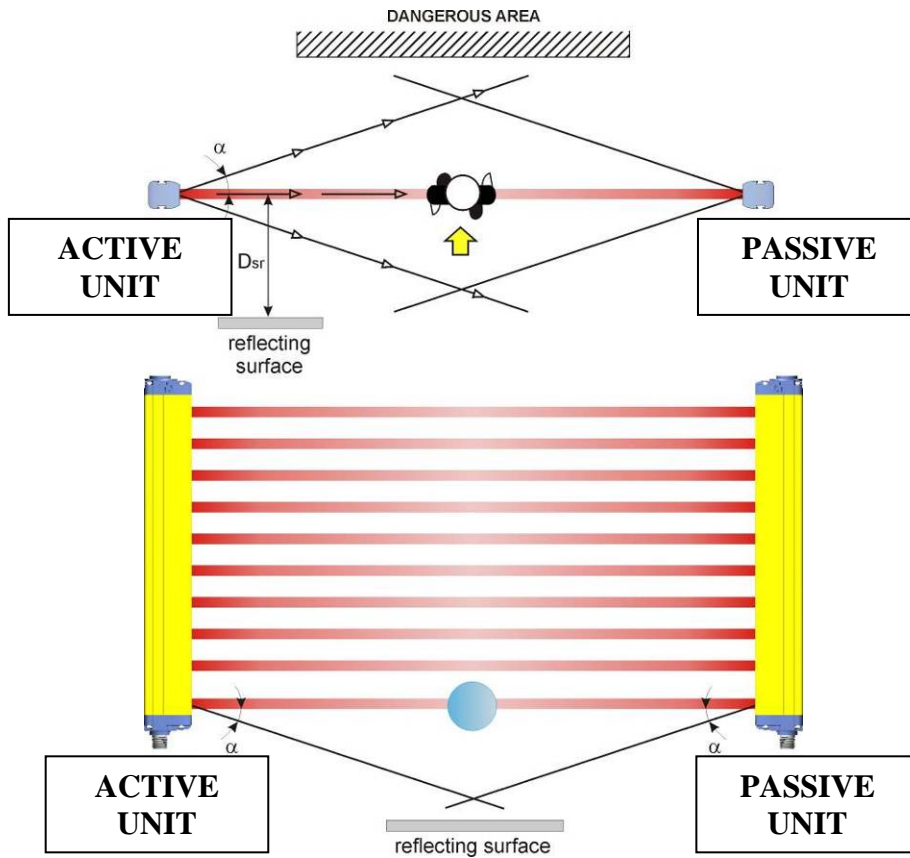 DANGEROUS AREA
α
ACTIVE
UNIT
Dsr
PASSIVE
UNIT
reflecting
surface
α
α
ACTIVE
UNIT
PASSIVE
UNIT
reflecting surface